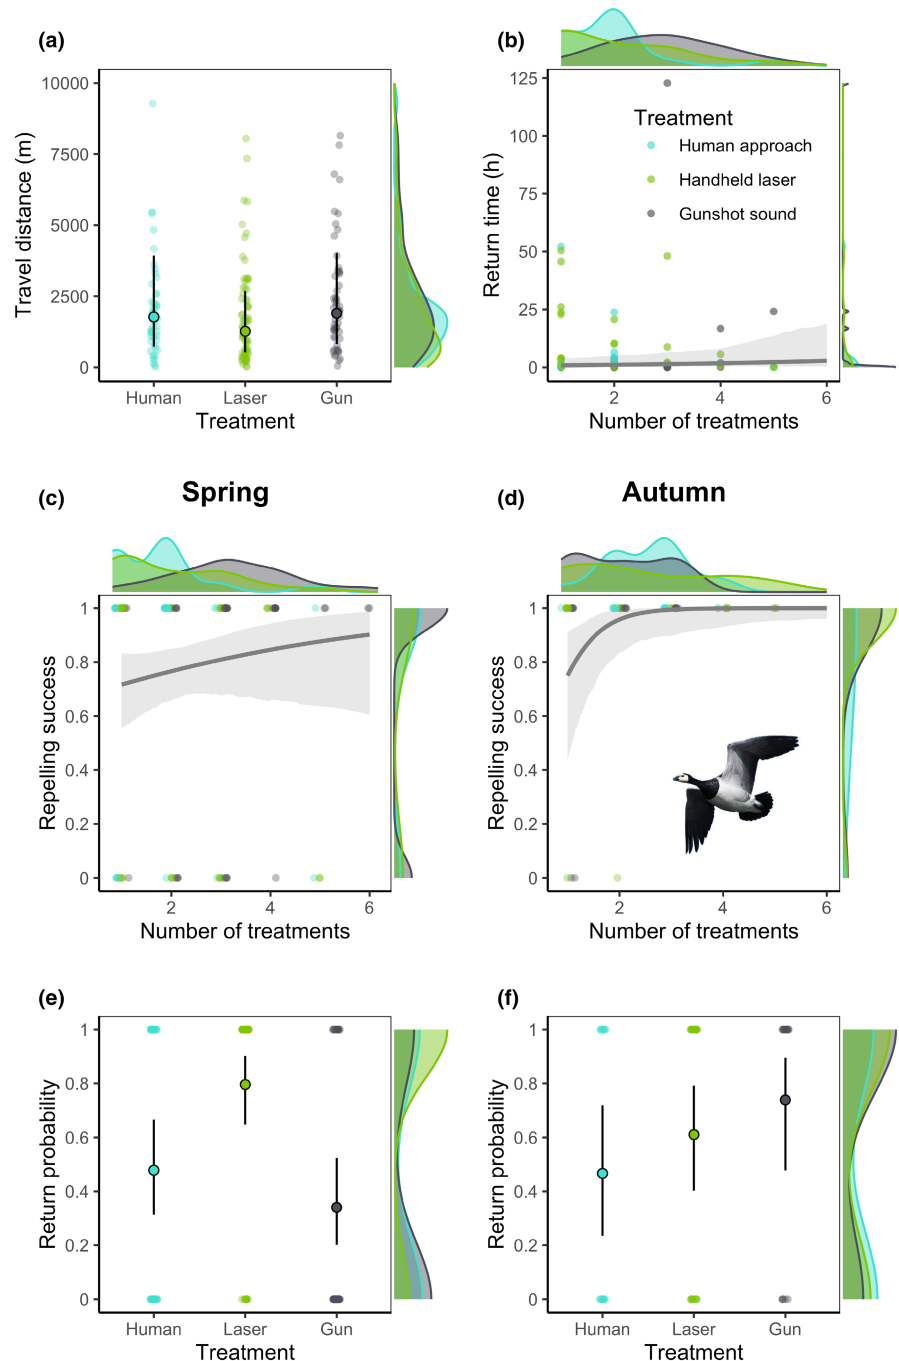 (a)
10000
7500
5000
2500
0
Travel distance (m)
Human
Laser
Gun
Treatment
(b)
125
100
75
50
25
0
Return time (h)
Treatment
Human approach
Handheld laser
Gunshot sound
2
4
6
Number of treatments
(c)
Spring
1
0.8
0.6
0.4
0.2
0
Repelling success
2
4
6
Number of treatments
(d)
Autumn
1
0.8
0.6
0.4
0.2
0
Repelling success
2
4
6
Number of treatments
(e)
1
0.8
0.6
0.4
0.2
0
Return probability
Human
Laser
Gun
Treatment
(f)
1
0.8
0.6
0.4
0.2
0
Return probability
Human
Laser
Gun
Treatment